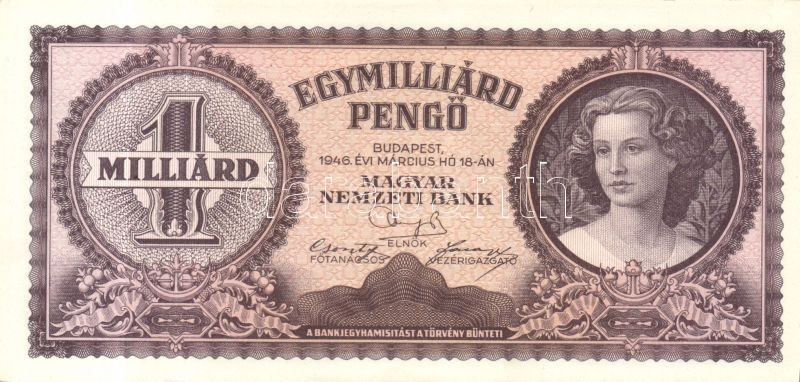 EGYMILLIÁRD
PENGŐ
1
MILLIÁRD
BUDAPEST,
1946. ÉVI MÁRCIUS HÓ 18-ÁN
MAGYAR
NEMZETI BANK
ELNÖK
FŐTANÁCSOS
VEZÉRIGAZGATÓ
A BANKJEGYHAMISITÁST A TÖRVÉNY BÜNTETI
darabanth